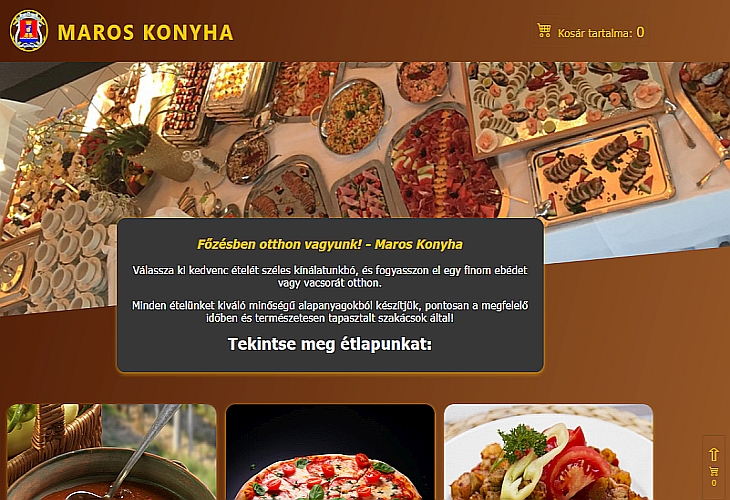 MAROS KONYHA
Kosár tartalma: 0
Főzésben otthon vagyunk! - Maros Konyha
Válassza ki kedvenc ételét széles kínálatunkbó, és fogyasszon el egy finom ebédet
vagy vacsorát otthon.
Minden ételünket kiváló minőségű alapanyagokból készítjük, pontosan a megfelelő
időben és természetesen tapasztalt szakácsok által!
Tekintse meg étlapunkat:
0